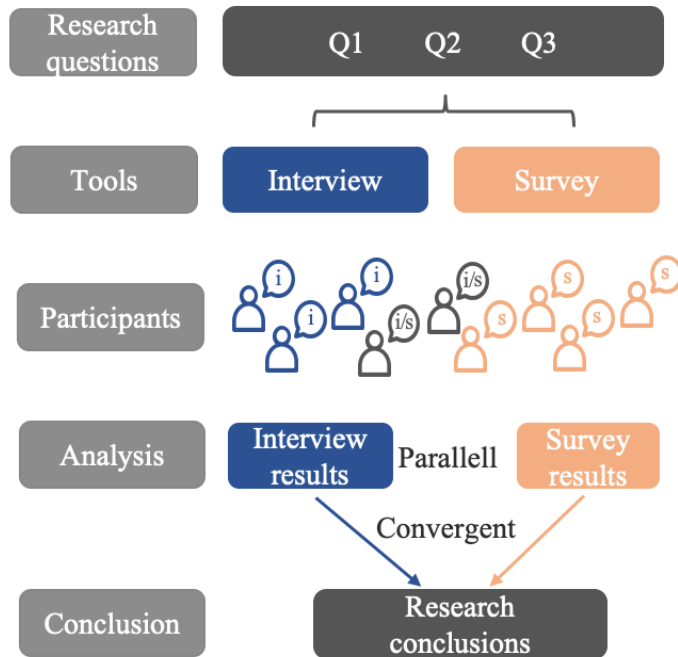 Research
questions
Q1 Q2 Q3
Tools
Interview
Survey
Participants
i
i
i/s
s
s
i
i/s
s
s
Analysis
Interview
results
Parallell
Survey
results
Convergent
Conclusion
Research
conclusions